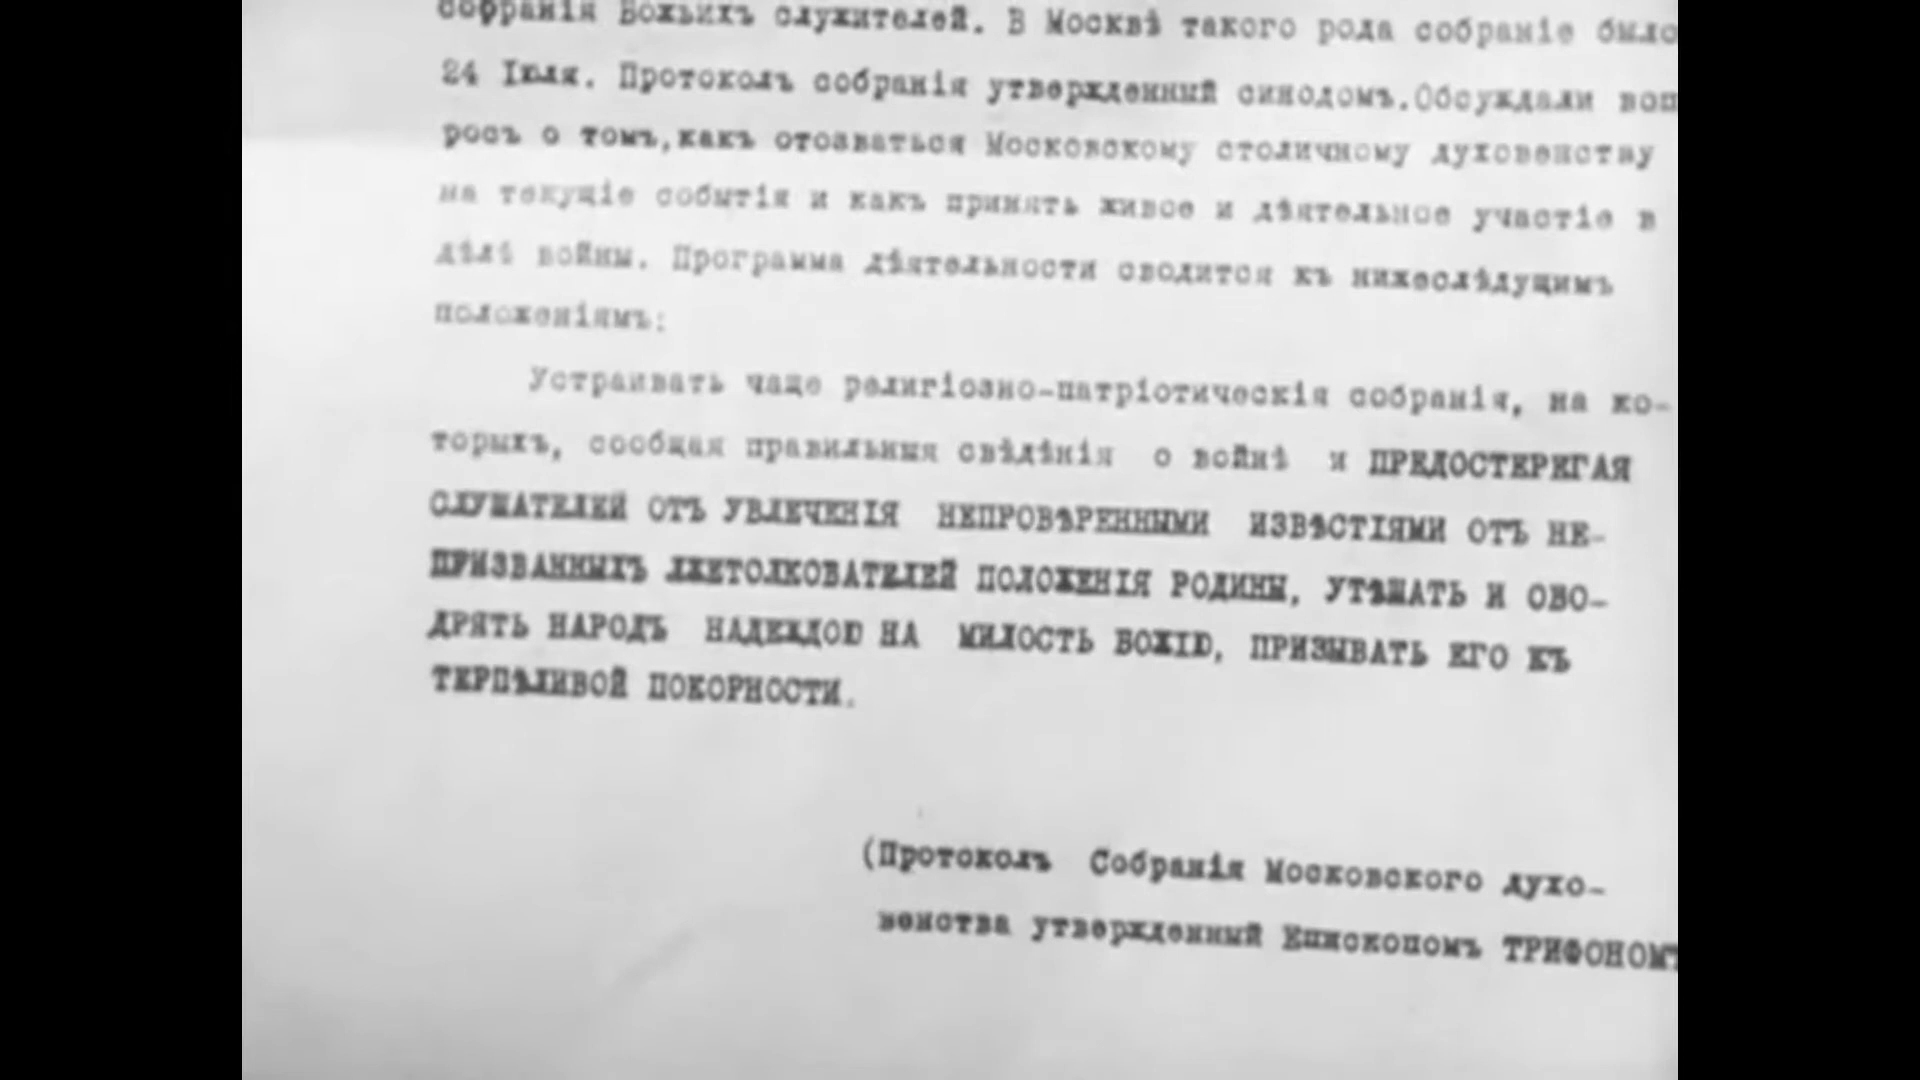 собранія Божьихъ служителей. В Москвѣ такого рода собраніе было
24 Іюля. Протоколъ собранія утвержденный синодомъ.Обсуждали воп
росъ о томъ,какъ отозваться Московскому столичному духовенству
на текущіе событія и какъ принять живое и дѣятельное участіе в
дѣлѣ войны. Программа дѣятельности сводится къ нижеслѣдущимъ
положеніямъ:
Устраивать чаще религіозно-патріотическія собранія, на ко-
торыхъ, сообщая правильныя свѣдѣнія о войнѣ и ПРЕДОСТЕРЕГАЯ
СЛУШАТЕЛЕЙ ОТЪ УВЛЕЧЕНІЯ НЕПРОВѢРЕННЫМИ ИЗВѢСТІЯМИ ОТЪ НЕ-
ПРИЗВАННЫХЪ ЛЖЕТОЛКОВАТЕЛЕЙ ПОЛОЖЕНІЯ РОДИНЫ, УТѢШАТЬ И ОБО-
ДРЯТЬ НАРОДЪ НАДЕЖДОЮ НА МИЛОСТЬ БОЖІЮ, ПРИЗЫВАТЬ ЕГО КЪ
ТЕРПѢЛИВОЙ ПОКОРНОСТИ.
(Протоколъ Собранія Московского духо-
венства утвержденный Епископомъ ТРИФОНОМЪ